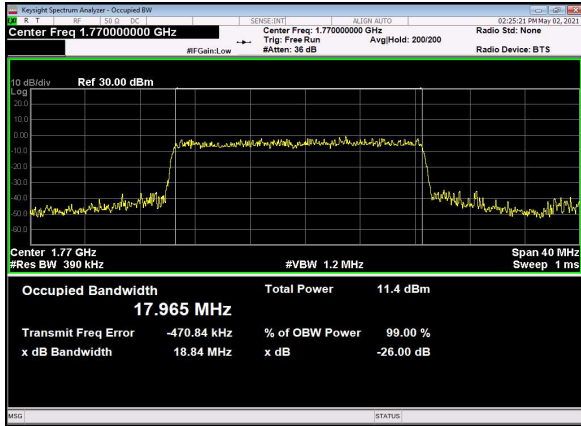 Keysight Spectrum Analyzer - Occupied BW
R T RF 50 Ω DC SENSE:INT ALIGN AUTO 02:25:21 PM May 02, 2021
Center Freq 1.770000000 GHz Center Freq: 1.770000000 GHz Radio Std: None
Trig: Free Run Avg|Hold: 200/200
#IFGain:Low #Atten: 36 dB Radio Device: BTS
10 dB/div Ref 30.00 dBm
Log
20.0
10.0
0.00
-10.0
-20.0
-30.0
-40.0
-50.0
-60.0
Center 1.77 GHz Span 40 MHz
#Res BW 390 kHz #VBW 1.2 MHz Sweep 1 ms
Occupied Bandwidth Total Power 11.4 dBm
17.965 MHz
Transmit Freq Error -470.84 kHz % of OBW Power 99.00 %
x dB Bandwidth 18.84 MHz x dB -26.00 dB
MSG STATUS